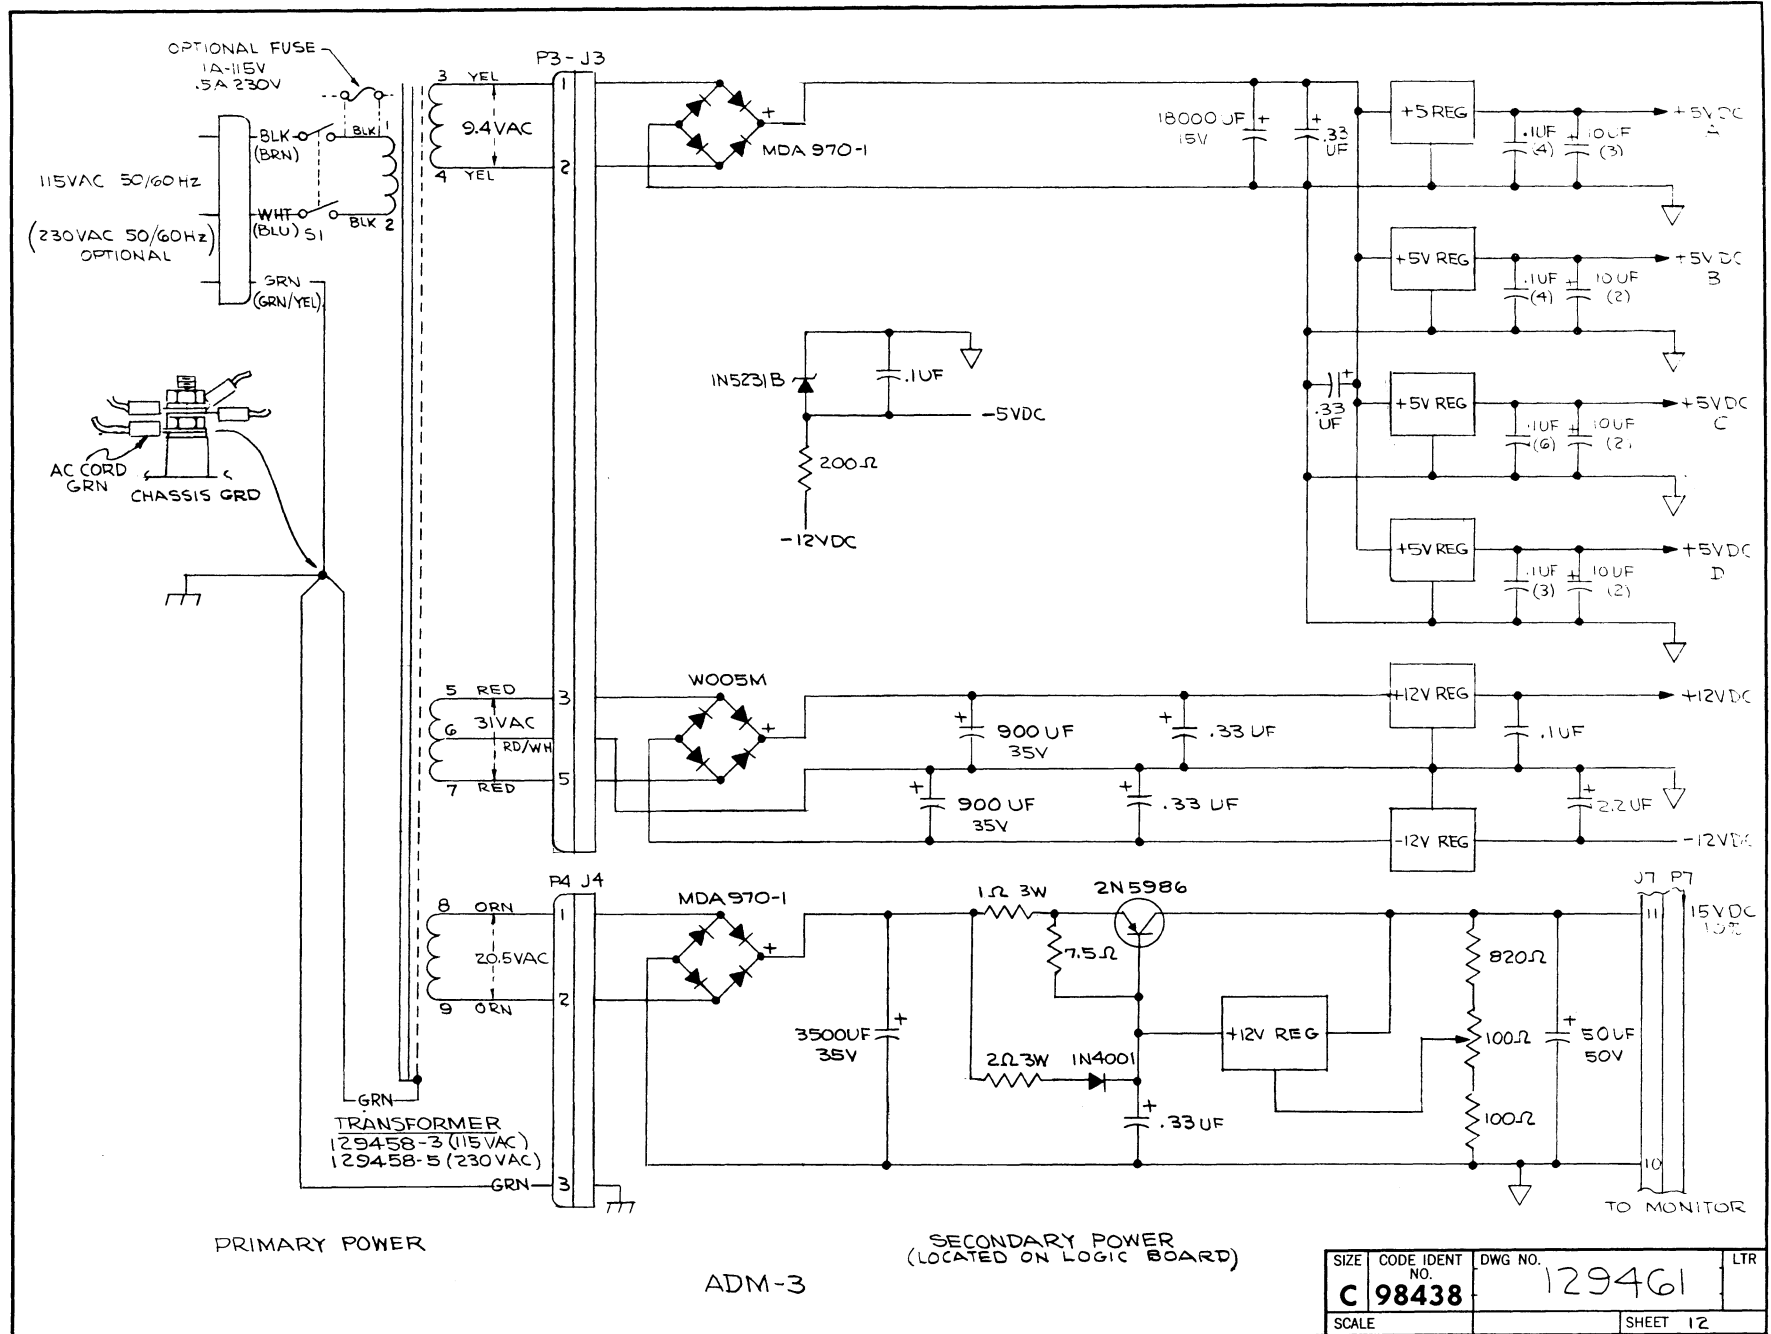 OPTIONAL FUSE
1A-115V
.5A 230V
3 YEL
9.4VAC
4 YEL
P3-J3
1
2
MDA 970-1
+
18000UF
15V
+
+
.33
UF
+5 REG
.1UF
(4)
+
10UF
(3)
+5VDC
A
BLK
(BRN)
BLK
1
115VAC 50/60HZ
WHT
(BLU)
S1
BLK 2
(230VAC 50/60HZ)
OPTIONAL
GRN
(GRN/YEL)
+5V REG
.1UF
(4)
+
10UF
(2)
+5VDC
B
1N5231B
.1UF
-5VDC
200Ω
-12VDC
+
.33
UF
+5V REG
.1UF
(6)
+
10UF
(2)
+5VDC
C
AC CORD
GRN
CHASSIS GRD
+5V REG
.1UF
(3)
+
10UF
(2)
+5VDC
D
5 RED
31VAC
6
RD/WH
7 RED
3
5
W005M
+
+
900 UF
35V
+
.33 UF
+12V REG
.1UF
+12VDC
+
900 UF
35V
+
.33 UF
-12V REG
+
2.2UF
-12VDC
P4 J4
8 ORN
20.5VAC
9 ORN
1
2
3
MDA 970-1
+
3500UF
35V
+
1Ω 3W
2N5986
7.5Ω
2Ω 3W
1N4001
+
.33UF
+12V REG
820Ω
100Ω
100Ω
+
50UF
50V
J7 P7
11
15VDC
10
TO MONITOR
GRN
TRANSFORMER
129458-3 (115VAC)
129458-5 (230VAC)
GRN
PRIMARY POWER
SECONDARY POWER
(LOCATED ON LOGIC BOARD)
ADM-3
SIZE
C
CODE IDENT
NO.
98438
DWG NO.
129461
LTR
SCALE
SHEET 12